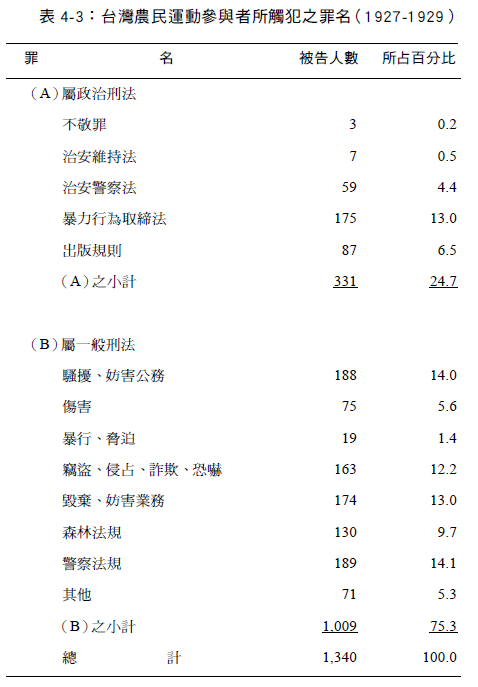 表 4-3：台灣農民運動參與者所觸犯之罪名（1927-1929）
罪 名 被告人數 所占百分比
（A）屬政治刑法
不敬罪 3 0.2
治安維持法 7 0.5
治安警察法 59 4.4
暴力行為取締法 175 13.0
出版規則 87 6.5
（A）之小計 331 24.7
（B）屬一般刑法
騷擾、妨害公務 188 14.0
傷害 75 5.6
暴行、脅迫 19 1.4
竊盜、侵占、詐欺、恐嚇 163 12.2
毀棄、妨害業務 174 13.0
森林法規 130 9.7
警察法規 189 14.1
其他 71 5.3
（B）之小計 1,009 75.3
總 計 1,340 100.0